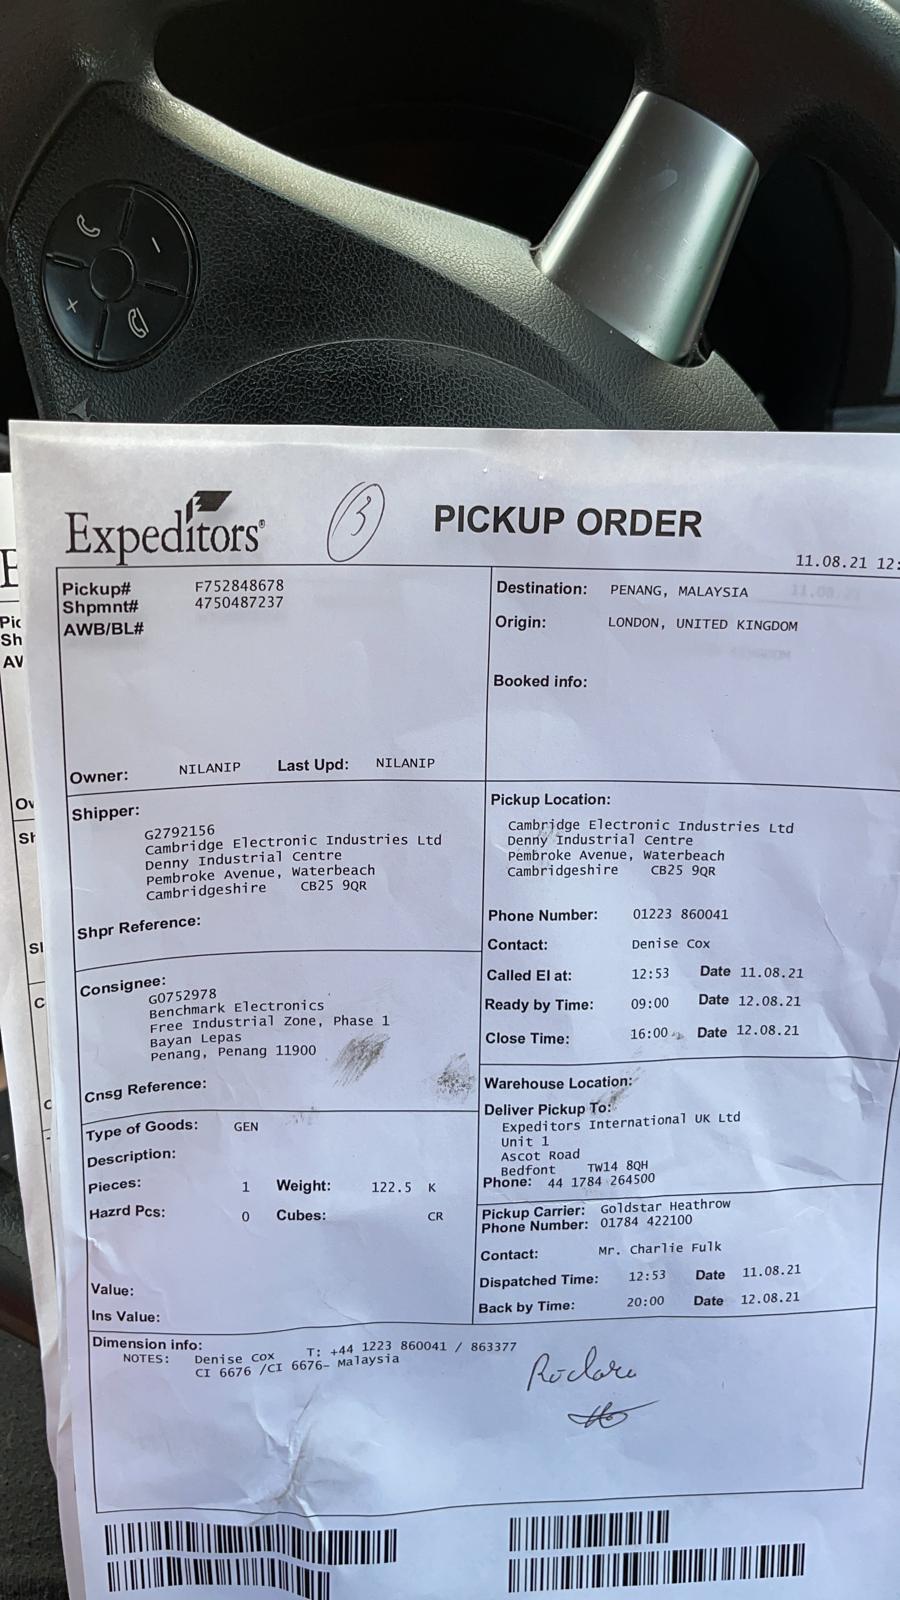 Expeditors®
3
PICKUP ORDER
11.08.21 12:
Pickup# F752848678
Shpmnt# 4750487237
AWB/BL#
Owner: NILANIP Last Upd: NILANIP
Destination: PENANG, MALAYSIA
Origin: LONDON, UNITED KINGDOM
Booked info:
Shipper:
G2792156
Cambridge Electronic Industries Ltd
Denny Industrial Centre
Pembroke Avenue, Waterbeach
Cambridgeshire CB25 9QR
Shpr Reference:
Pickup Location:
Cambridge Electronic Industries Ltd
Denny Industrial Centre
Pembroke Avenue, Waterbeach
Cambridgeshire CB25 9QR
Phone Number: 01223 860041
Contact: Denise Cox
Called EI at: 12:53 Date 11.08.21
Ready by Time: 09:00 Date 12.08.21
Close Time: 16:00 Date 12.08.21
Consignee:
G0752978
Benchmark Electronics
Free Industrial Zone, Phase 1
Bayan Lepas
Penang, Penang 11900
Cnsg Reference:
Warehouse Location:
Deliver Pickup To:
Expeditors International UK Ltd
Unit 1
Ascot Road
Bedfont TW14 8QH
Phone: 44 1784 264500
Type of Goods: GEN
Description:
Pieces: 1 Weight: 122.5 K
Hazrd Pcs: 0 Cubes: CR
Value:
Ins Value:
Pickup Carrier: Goldstar Heathrow
Phone Number: 01784 422100
Contact: Mr. Charlie Fulk
Dispatched Time: 12:53 Date 11.08.21
Back by Time: 20:00 Date 12.08.21
Dimension info:
NOTES: Denise Cox T: +44 1223 860041 / 863377
CI 6676 /CI 6676- Malaysia